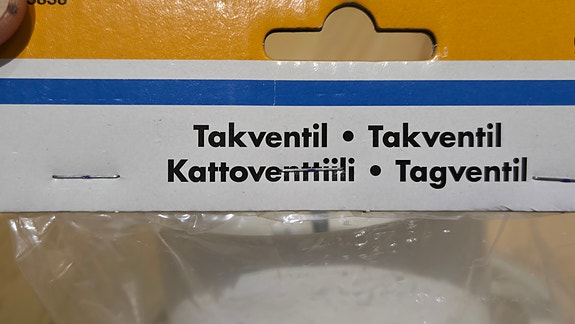 Takventil • Takventil
Kattoventtiili • Tagventil